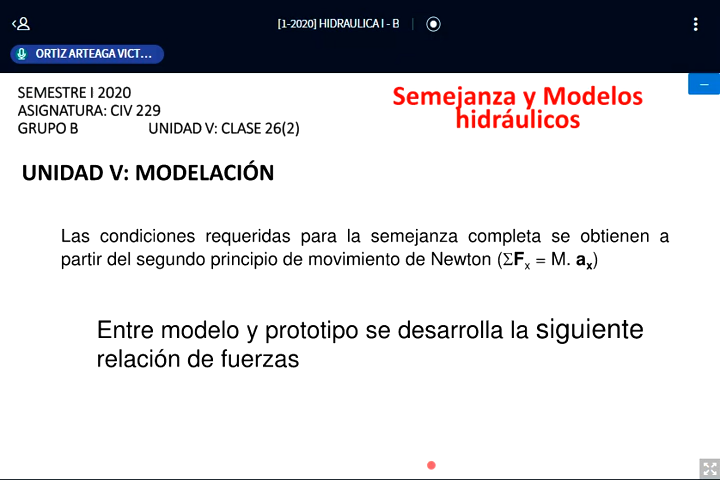 [1-2020] HIDRAULICA I - B
ORTIZ ARTEAGA VICT...
SEMESTRE I 2020
ASIGNATURA: CIV 229
GRUPO B UNIDAD V: CLASE 26(2)
Semejanza y Modelos
hidráulicos
UNIDAD V: MODELACIÓN
Las condiciones requeridas para la semejanza completa se obtienen a
partir del segundo principio de movimiento de Newton (ΣFx = M. ax)
Entre modelo y prototipo se desarrolla la siguiente
relación de fuerzas